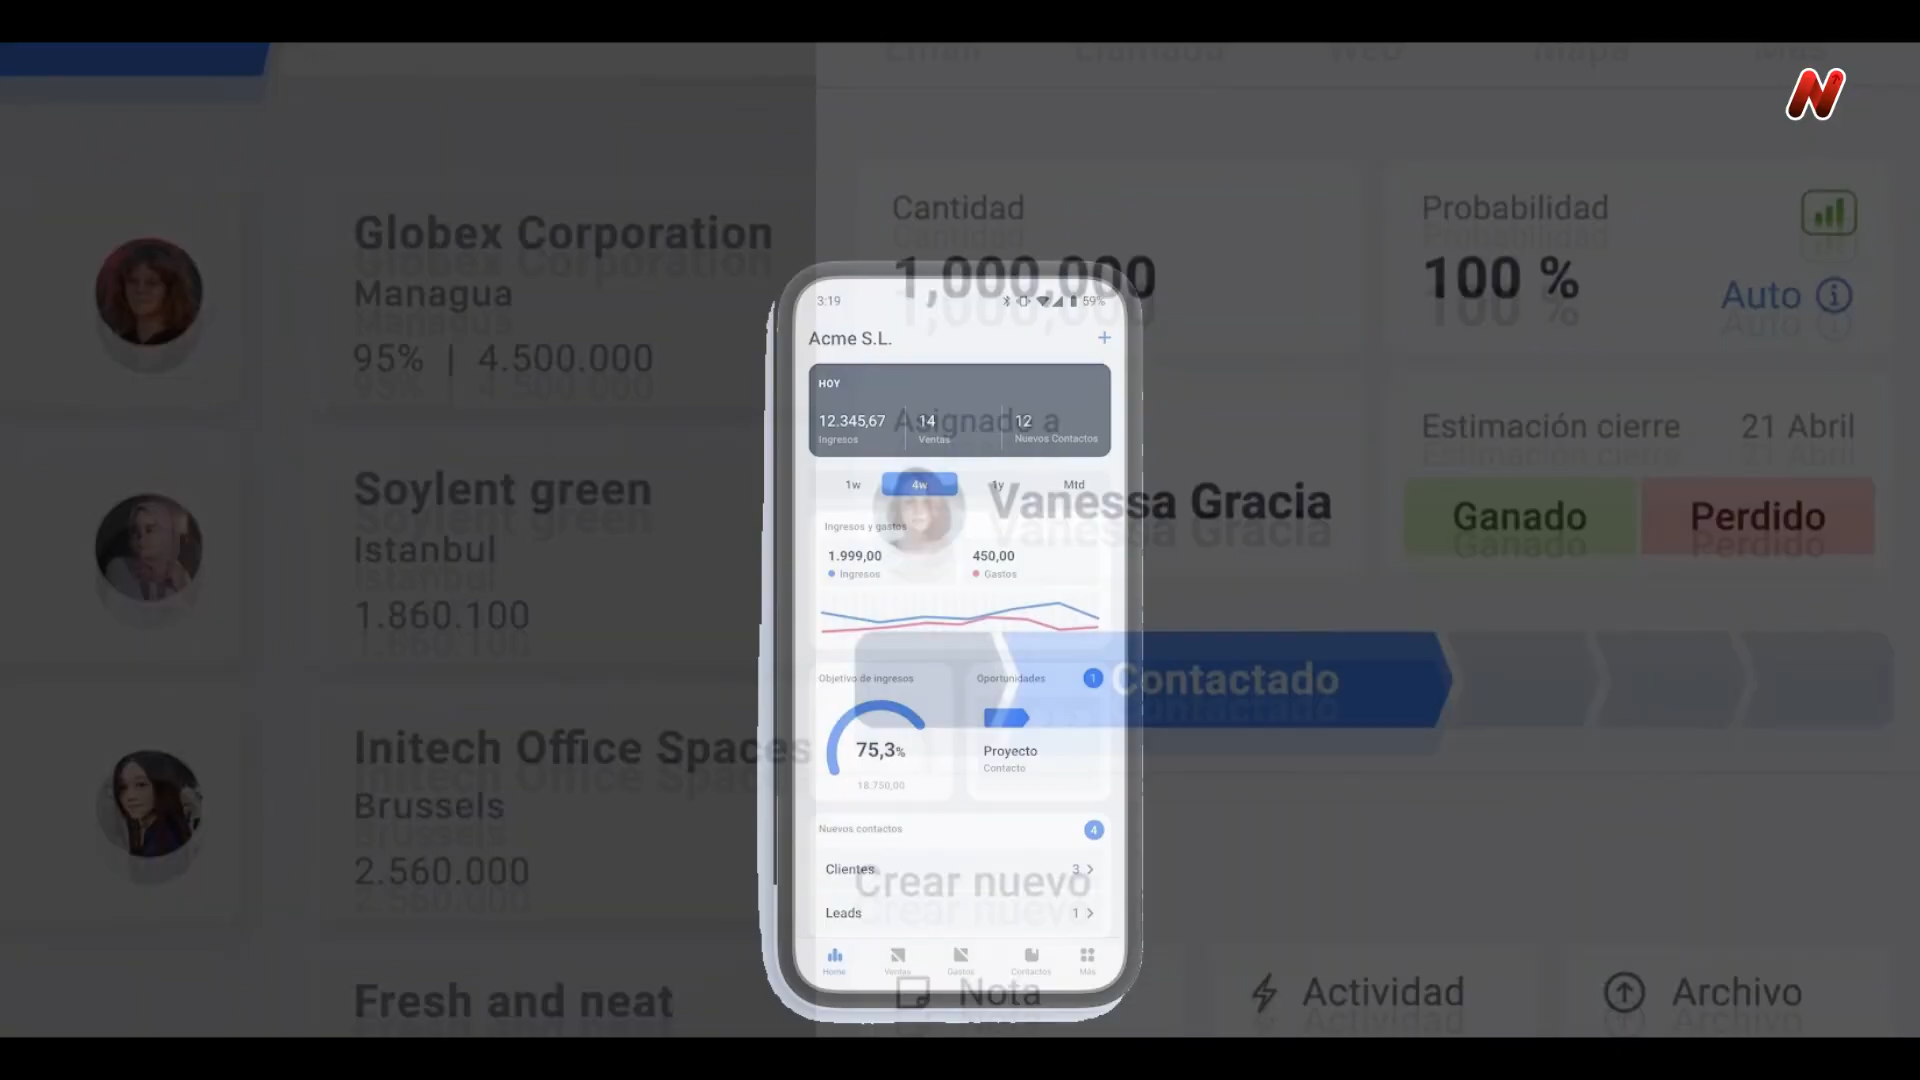 Email Llamada Web Mapa
Globex Corporation
Managua
95% | 4.500.000
Soylent green
Istanbul
1.860.100
Initech Office Spaces
Brussels
2.560.000
Fresh and neat
Cantidad
1,000,000
Probabilidad
100 %
Auto
Asignado a
Vanessa Gracia
Estimación cierre 21 Abril
Ganado Perdido
Contactado
Crear nuevo
Nota Actividad Archivo
3:19 59%
Acme S.L. +
HOY
12.345,67 14 12
Ingresos Ventas Nuevos Contactos
1w 4w 1y Mtd
Ingresos y gastos
1.999,00 450,00
Ingresos Gastos
Objetivo de ingresos
75,3%
18.750,00
Oportunidades 1
Proyecto
Contacto
Nuevos contactos 4
Clientes 3 >
Leads 1 >
Home Ventas Gastos Contactos Más
N